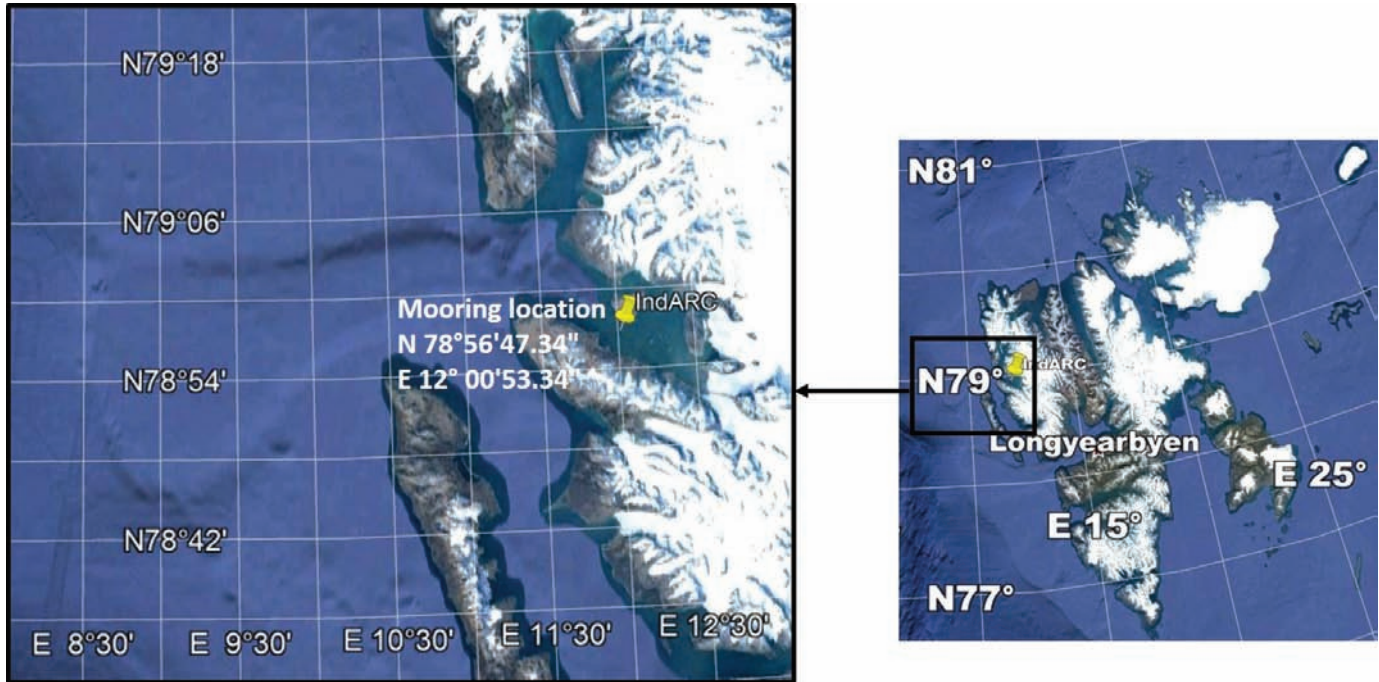 N79°18'
N79°06'
Mooring location
N 78°56'47.34"
E 12° 00'53.34"
IndARC
N78°54'
N78°42'
E 8°30'
E 9°30'
E 10°30'
E 11°30'
E 12°30'
N81°
N79°
IndARC
Longyearbyen
E 25°
E 15°
N77°